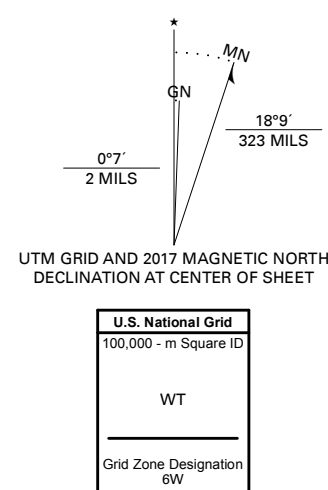 ★
MN
GN
18°9´
323 MILS
0°7´
2 MILS
UTM GRID AND 2017 MAGNETIC NORTH
DECLINATION AT CENTER OF SHEET
U.S. National Grid
100,000 - m Square ID
WT
Grid Zone Designation
6W